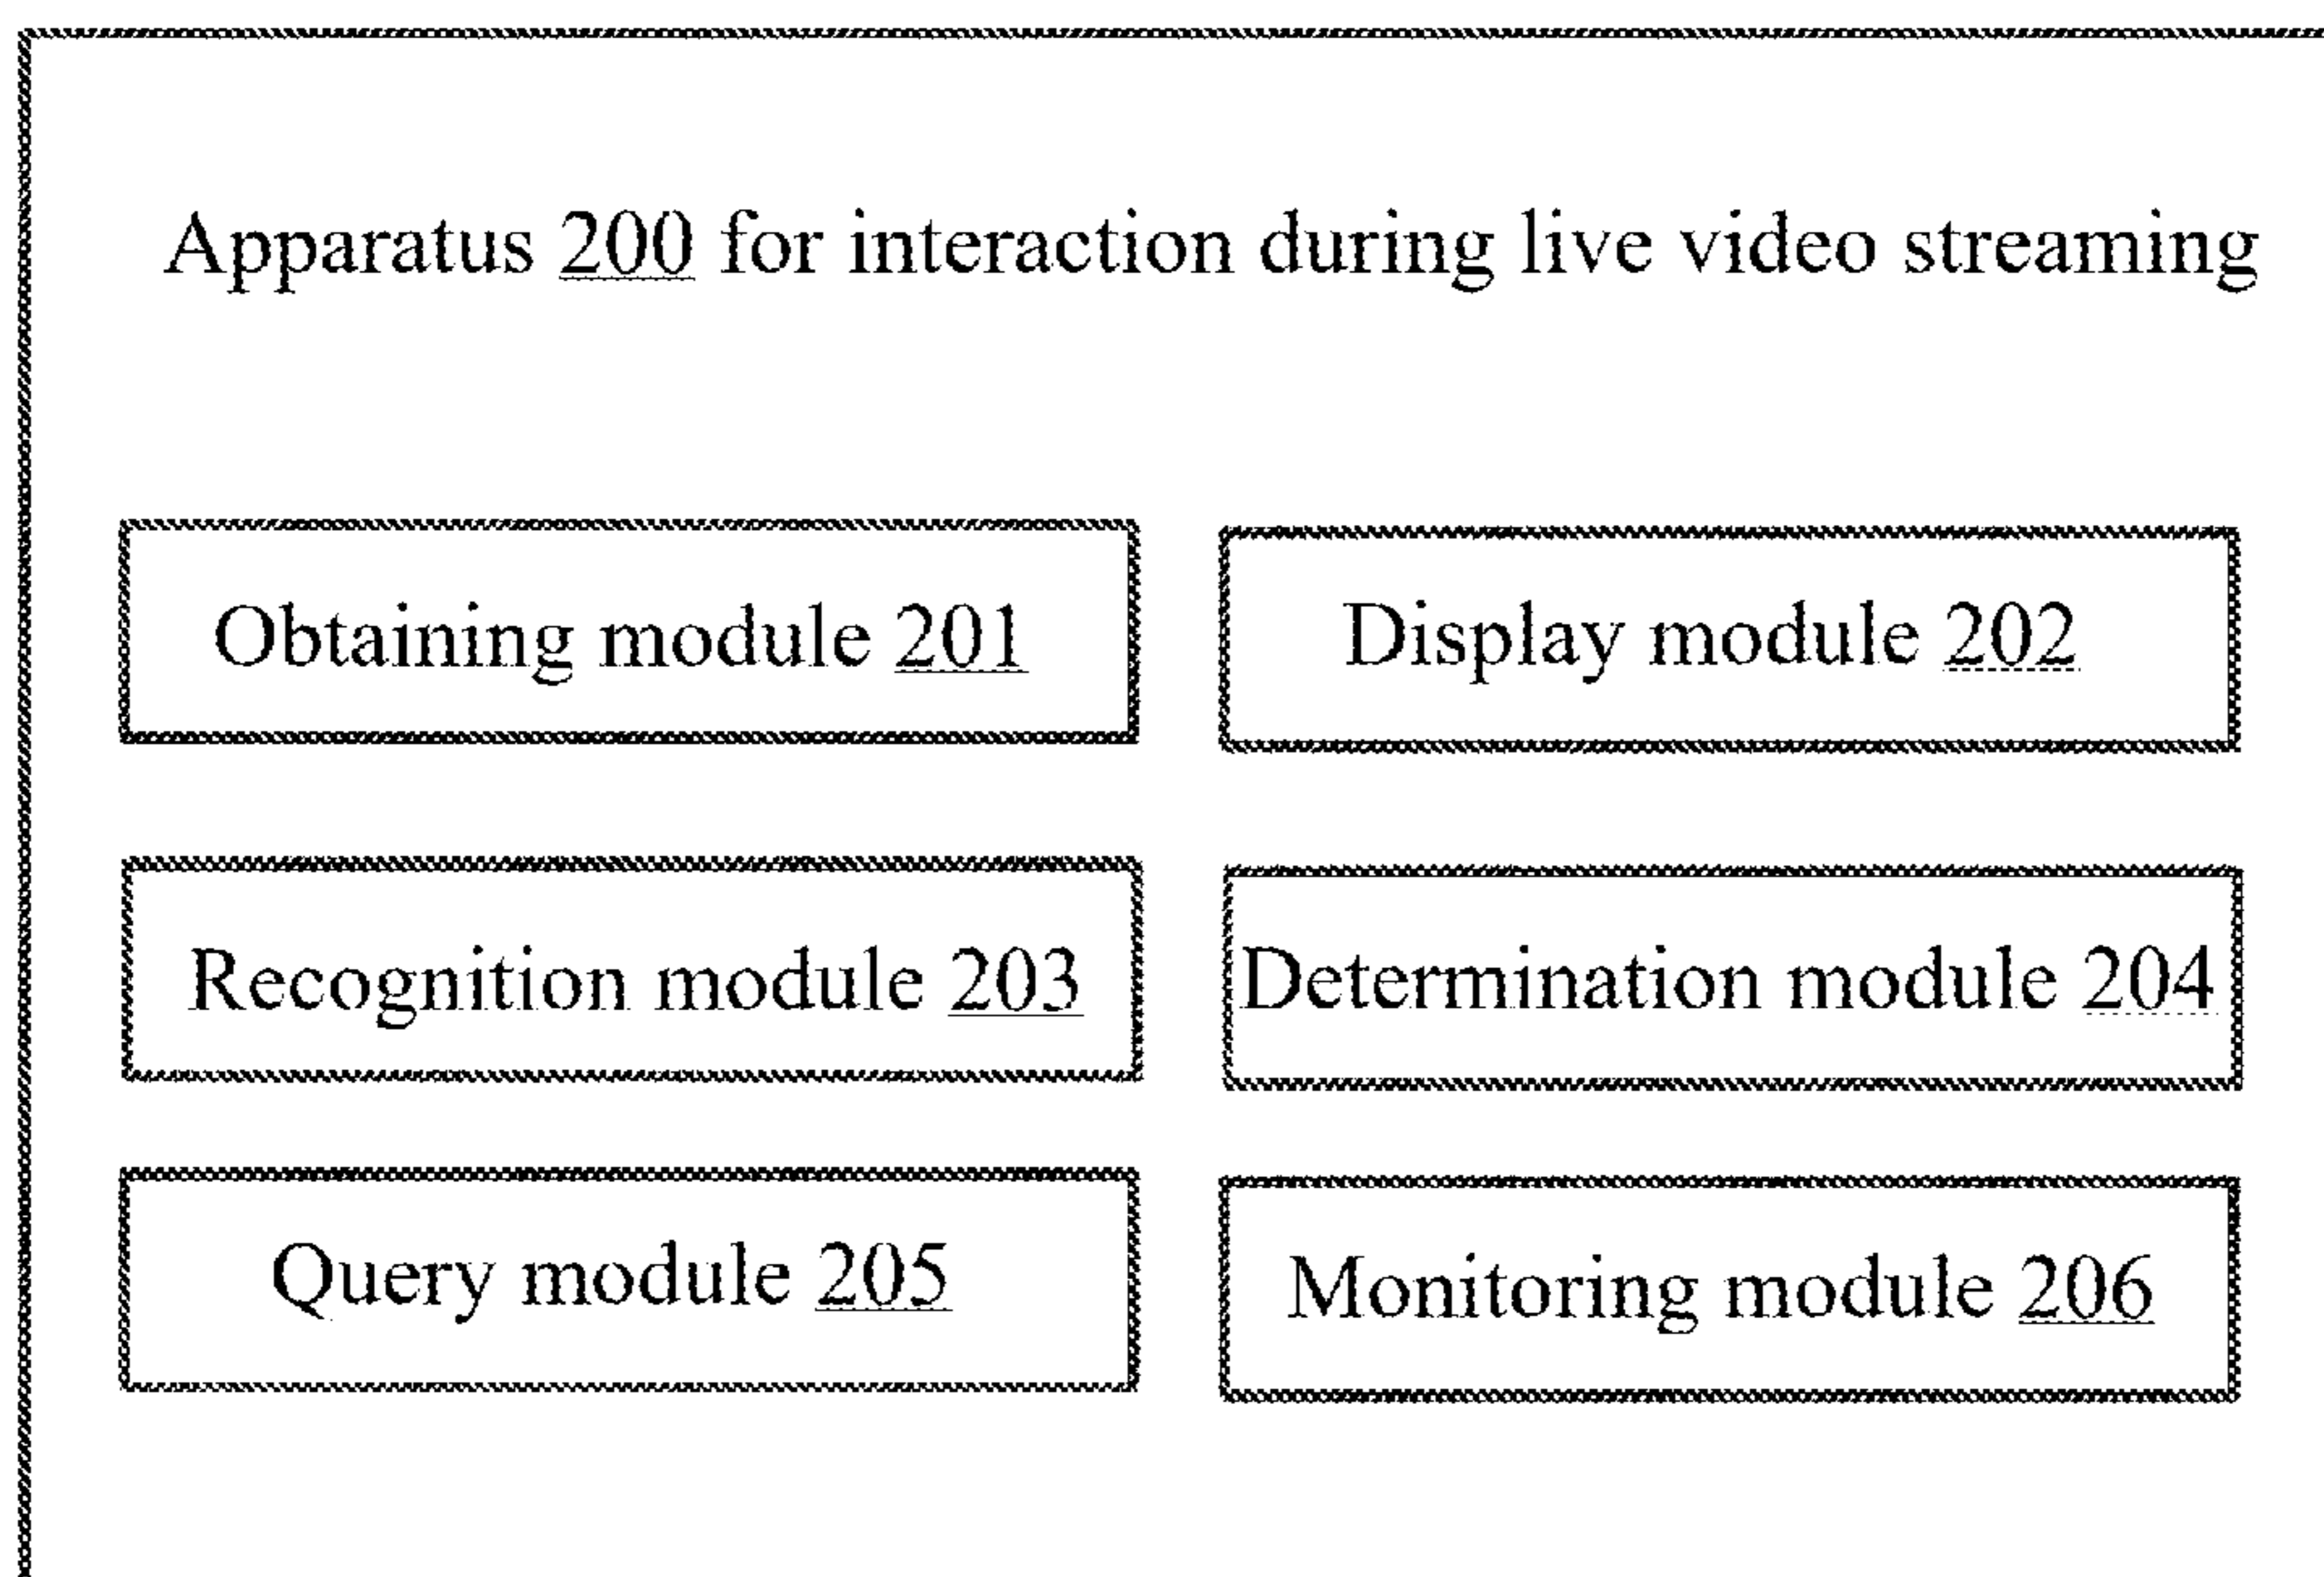 Apparatus 200 for interaction during live video streaming
Obtaining module 201
Display module 202
Recognition module 203
Determination module 204
Query module 205
Monitoring module 206